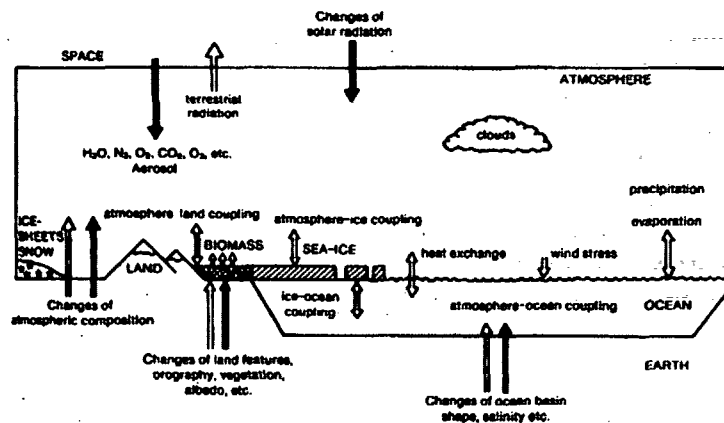 Changes of
solar radiation
SPACE
ATMOSPHERE
terrestrial
radiation
clouds
H₂O, N₂, O₂, CO₂, O₃, etc.
Aerosol
precipitation
ICE-
SHEETS
SNOW
atmosphere-land coupling
atmosphere-ice coupling
evaporation
BIOMASS
SEA-ICE
heat exchange
wind stress
LAND
Changes of
atmospheric composition
ice-ocean
coupling
atmosphere-ocean coupling
OCEAN
Changes of land features,
orography, vegetation,
albedo, etc.
EARTH
Changes of ocean basin
shape, salinity etc.